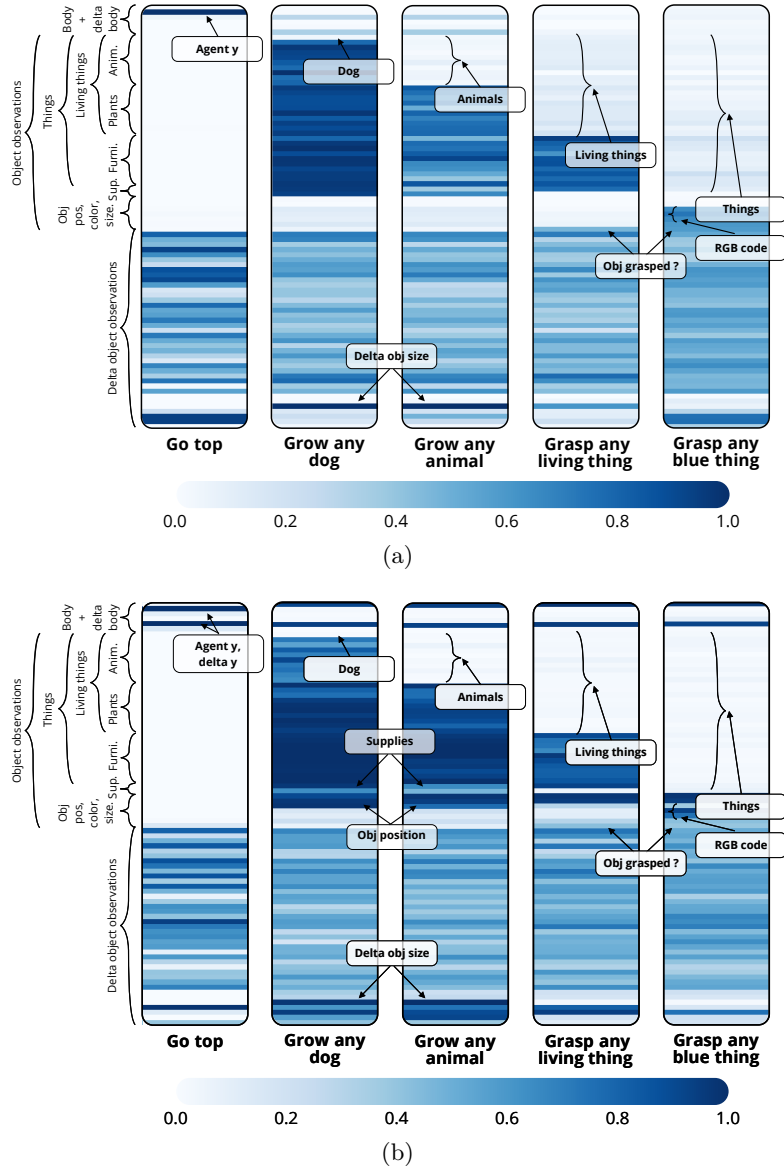 Body +
delta
body
Object observations
Things
Living things
Anim.
Plants
Furni.
Sup.
Obj
pos,
color,
size.
Delta object observations
Agent y
Dog
Animals
Living things
Things
RGB code
Obj grasped ?
Delta obj size
Go top
Grow any
dog
Grow any
animal
Grasp any
living thing
Grasp any
blue thing
0.0 0.2 0.4 0.6 0.8 1.0
(a)
Body +
delta
body
Object observations
Things
Living things
Anim.
Plants
Furni.
Sup.
Obj
pos,
color,
size.
Delta object observations
Agent y,
delta y
Dog
Animals
Supplies
Living things
Things
Obj position
RGB code
Obj grasped ?
Delta obj size
Go top
Grow any
dog
Grow any
animal
Grasp any
living thing
Grasp any
blue thing
0.0 0.2 0.4 0.6 0.8 1.0
(b)